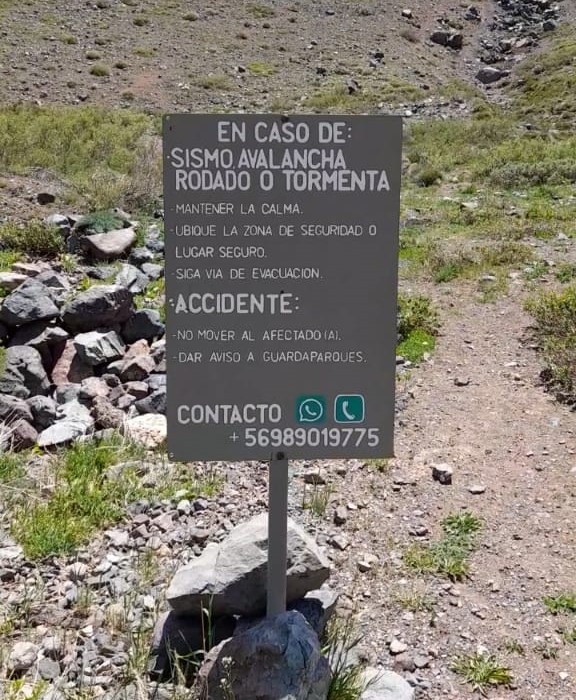 EN CASO DE:
-SISMO, AVALANCHA
RODADO O TORMENTA
-MANTENER LA CALMA.
-UBIQUE LA ZONA DE SEGURIDAD O
LUGAR SEGURO.
-SIGA VIA DE EVACUACION.
-ACCIDENTE:
-NO MOVER AL AFECTADO(A).
-DAR AVISO A GUARDAPARQUES.
CONTACTO
+56989019775